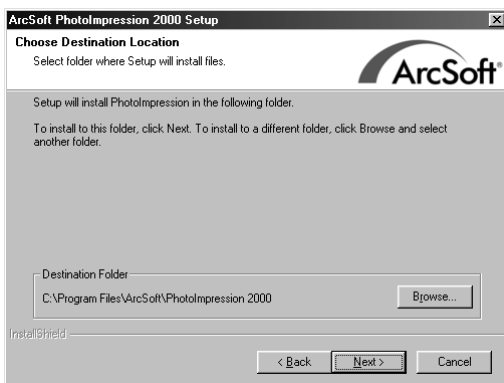 ArcSoft PhotoImpression 2000 Setup
Choose Destination Location
Select folder where Setup will install files.
ArcSoft®
Setup will install PhotoImpression in the following folder.
To install to this folder, click Next. To install to a different folder, click Browse and select
another folder.
Destination Folder
C:\Program Files\ArcSoft\PhotoImpression 2000
Browse...
InstallShield
< Back
Next >
Cancel